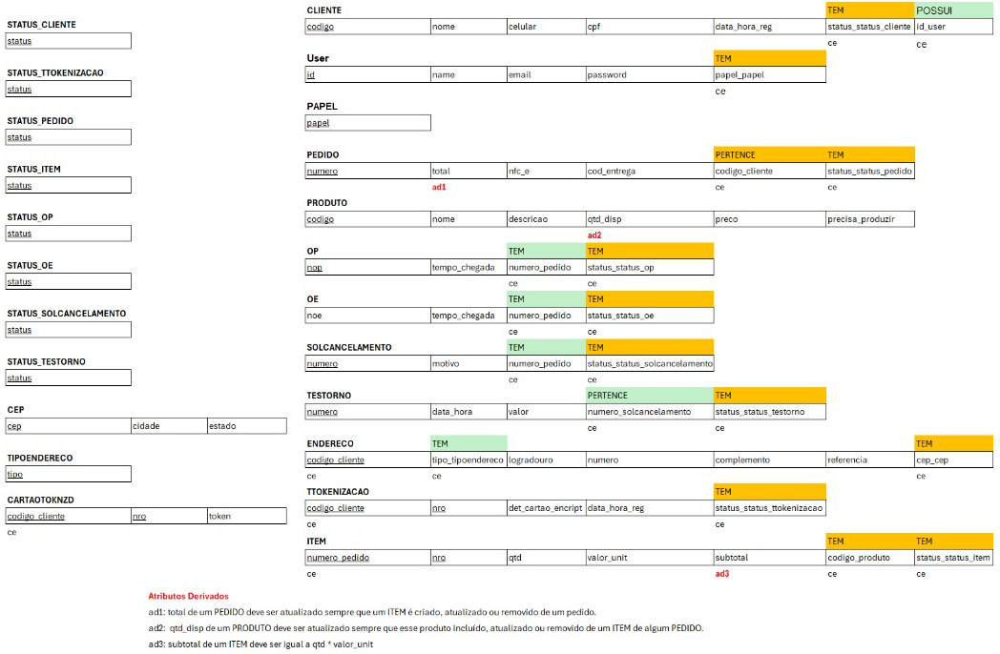 STATUS_CLIENTE
status
STATUS_TTOKENIZACAO
status
STATUS_PEDIDO
status
STATUS_ITEM
status
STATUS_OP
status
STATUS_OE
status
STATUS_SOLCANCELAMENTO
status
STATUS_TESTORNO
status
CEP
cep cidade estado
TIPOENDERECO
tipo
CARTAOTOKNZD
codigo_cliente nro token
ce
CLIENTE TEM POSSUI
codigo nome celular cpf data_hora_reg status_status_cliente id_user
ce ce
User TEM
id name email password papel_papel
ce
PAPEL
papel
PEDIDO PERTENCE TEM
numero total nfc_e cod_entrega codigo_cliente status_status_pedido
ad1 ce ce
PRODUTO
codigo nome descricao qtd_disp preco precisa_produzir
ad2
OP TEM TEM
nop tempo_chegada numero_pedido status_status_op
ce ce
OE TEM TEM
noe tempo_chegada numero_pedido status_status_oe
ce ce
SOLCANCELAMENTO TEM TEM
numero motivo numero_pedido status_status_solcancelamento
ce ce
TESTORNO PERTENCE TEM
numero data_hora valor numero_solcancelamento status_status_testorno
ce ce
ENDERECO TEM TEM
codigo_cliente tipo_tipoendereco logradouro numero complemento referencia cep_cep
ce ce ce
TTOKENIZACAO TEM
codigo_cliente nro det_cartao_encript data_hora_reg status_status_ttokenizacao
ce ce
ITEM TEM TEM
numero_pedido nro qtd valor_unit subtotal codigo_produto status_status_item
ce ad3 ce ce
Atributos Derivados
ad1: total de um PEDIDO deve ser atualizado sempre que um ITEM é criado, atualizado ou removido de um pedido.
ad2: qtd_disp de um PRODUTO deve ser atualizado sempre que esse produto incluído, atualizado ou removido de um ITEM de algum PEDIDO.
ad3: subtotal de um ITEM deve ser igual a qtd * valor_unit